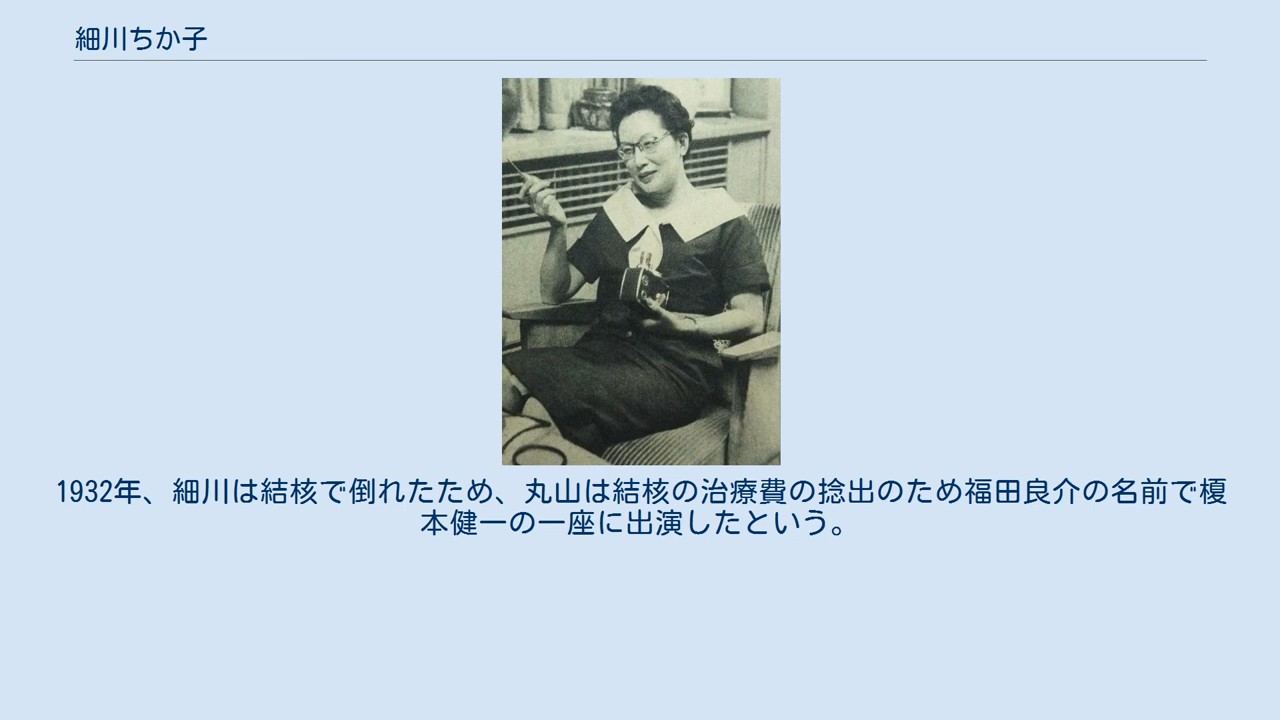 細川ちか子
1932年、細川は結核で倒れたため、丸山は結核の治療費の捻出のため福田良介の名前で榎
本健一の一座に出演したという。